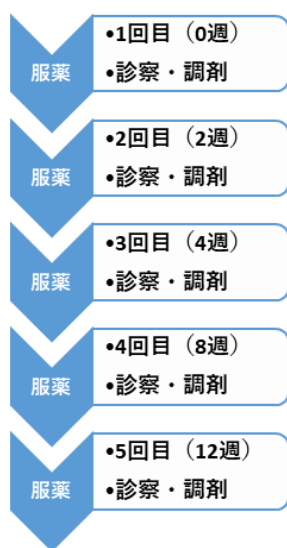 服薬
•1回目（0週）
•診察・調剤
服薬
•2回目（2週）
•診察・調剤
服薬
•3回目（4週）
•診察・調剤
服薬
•4回目（8週）
•診察・調剤
服薬
•5回目（12週）
•診察・調剤